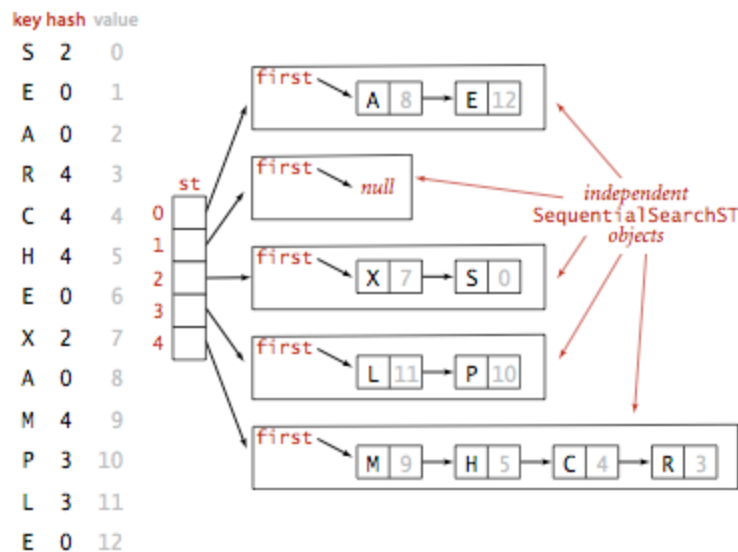 key hash value
S 2 0
E 0 1
A 0 2
R 4 3
C 4 4
H 4 5
E 0 6
X 2 7
A 0 8
M 4 9
P 3 10
L 3 11
E 0 12
st
0
1
2
3
4
first
A 8 E 12
first
null
first
X 7 S 0
first
L 11 P 10
first
M 9 H 5 C 4 R 3
independent
SequentialSearchST
objects